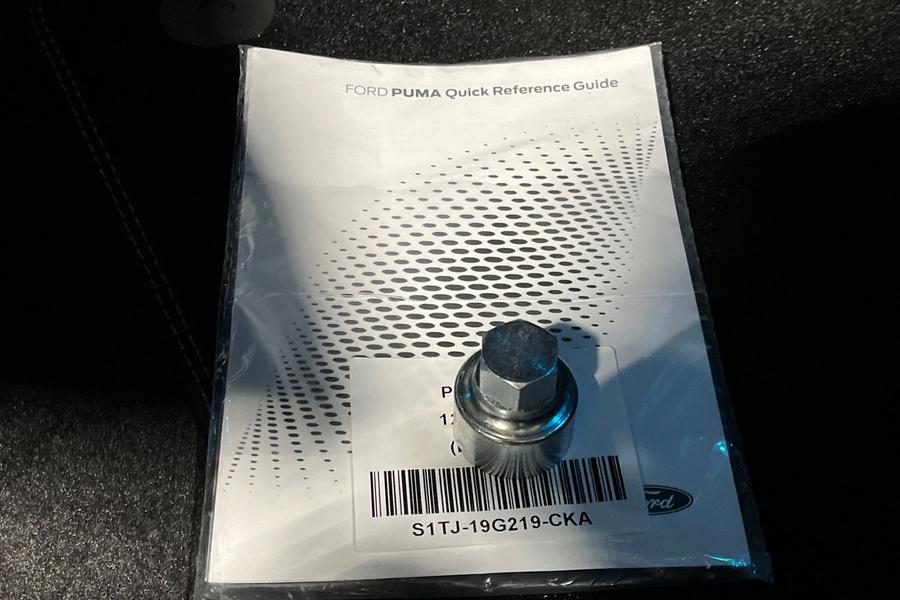 FORD PUMA Quick Reference Guide
S1TJ-19G219-CKA